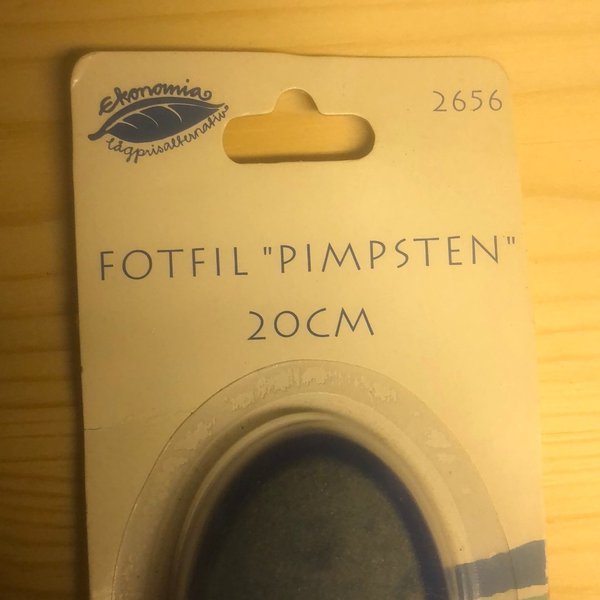 Ekonomia
lågprisalternativ
2656
FOTFIL "PIMPSTEN"
20CM